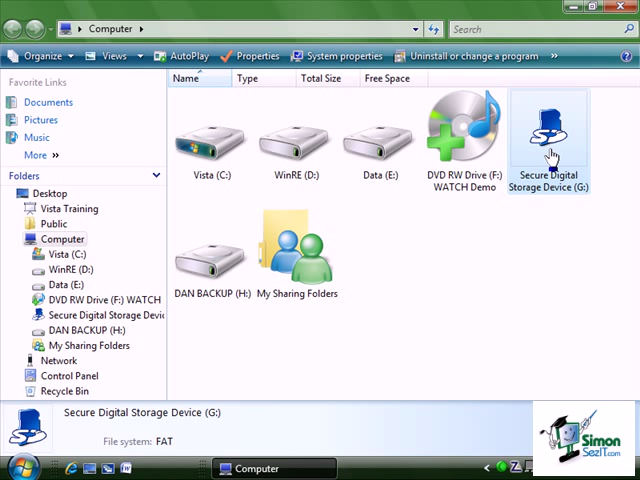 Computer
Search
Organize Views AutoPlay Properties System properties Uninstall or change a program »
Favorite Links
Documents
Pictures
Music
More »
Folders
Desktop
Vista Training
Public
Computer
Vista (C:)
WinRE (D:)
Data (E:)
DVD RW Drive (F:) WATCH
Secure Digital Storage Devi
DAN BACKUP (H:)
My Sharing Folders
Network
Control Panel
Recycle Bin
Name Type Total Size Free Space
Vista (C:)
WinRE (D:)
Data (E:)
DVD RW Drive (F:)
WATCH Demo
Secure Digital
Storage Device (G:)
DAN BACKUP (H:)
My Sharing Folders
Secure Digital Storage Device (G:)
File system: FAT
Computer
Simon
SezIT.com